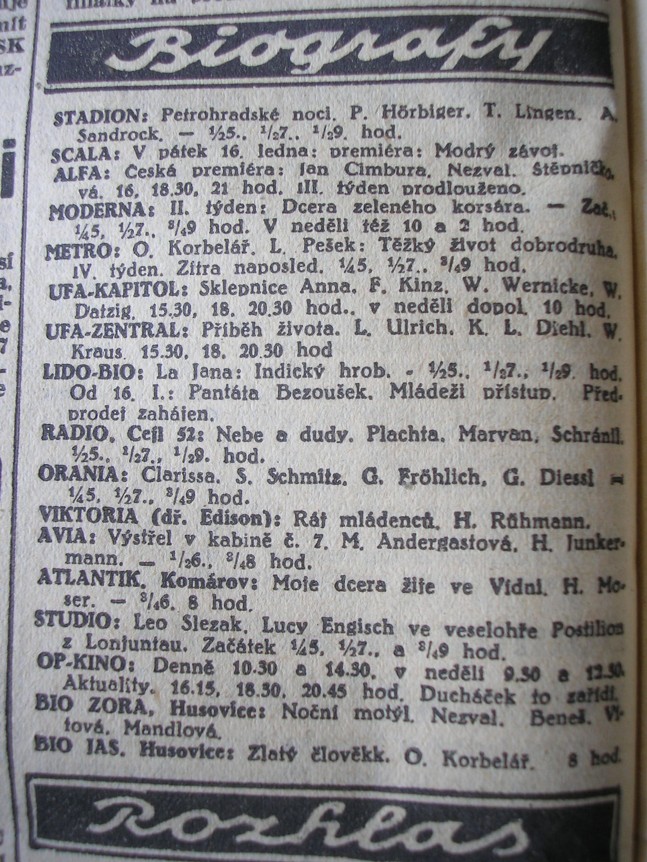 Biografy
STADION: Petrohradské noci. P. Hörbiger, T. Lingen, A.
Sandrock. — ½5., ½7., ½9. hod.
SCALA: V pátek 16. ledna: premiéra: Modrý závoj.
ALFA: Česká premiéra: Jan Cimbura. Nezval. Štěpničko-
vá. 16, 18.30, 21 hod. III. týden prodlouženo.
MODERNA: II. týden: Dcera zeleného korsára. — Zač.:
¼5, ½7., ¾9 hod. V neděli též 10 a 2 hod.
METRO: O. Korbelář, L. Pešek: Těžký život dobrodruha.
IV. týden. Zítra naposled. ¼5, ½7., ¾9 hod.
UFA-KAPITOL: Sklepnice Anna. F. Kinz, W. Wernicke, W.
Datzig. 15.30, 18, 20.30 hod., v neděli dopol. 10 hod.
UFA-ZENTRAL: Příběh života. L. Ulrich, K. L. Diehl, W.
Kraus. 15.30, 18, 20.30 hod
LIDO-BIO: La Jana: Indický hrob. - ½5., ½7., ½9. hod.
Od 16. I.: Pantáta Bezoušek. Mládeži přístup. Před-
prodej zahájen.
RADIO, Cejl 52: Nebe a dudy. Plachta, Marvan, Schránil.
½5., ½7., ½9. hod.
ORANIA: Clarissa. S. Schmitz, G. Fröhlich, G. Diessl —
¼5, ½7., ¾9 hod.
VIKTORIA (dř. Edison): Ráj mládenců, H. Rühmann.
AVIA: Výstřel v kabině č. 7. M. Andergastová, H. Junker-
mann. — ½6., ¾8 hod.
ATLANTIK, Komárov: Moje dcera žije ve Vídni. H. Mo-
ser. — ¾6, 8 hod.
STUDIO: Leo Slezak, Lucy Engisch ve veselohře Postilion
z Lonjuntau. Začátek ¼5, ½7., a ¾9 hod.
OP-KINO: Denně 10.30 a 14.30, v neděli 9.30 a 12.30
Aktuality. 16.15, 18.30, 20.45 hod. Ducháček to zařídí.
BIO ZORA, Husovice: Noční motýl. Nezval. Beneš, Ví-
tová, Mandlová.
BIO JAS, Husovice: Zlatý člověkk. O. Korbelář. 8 hod.
Rozhlas